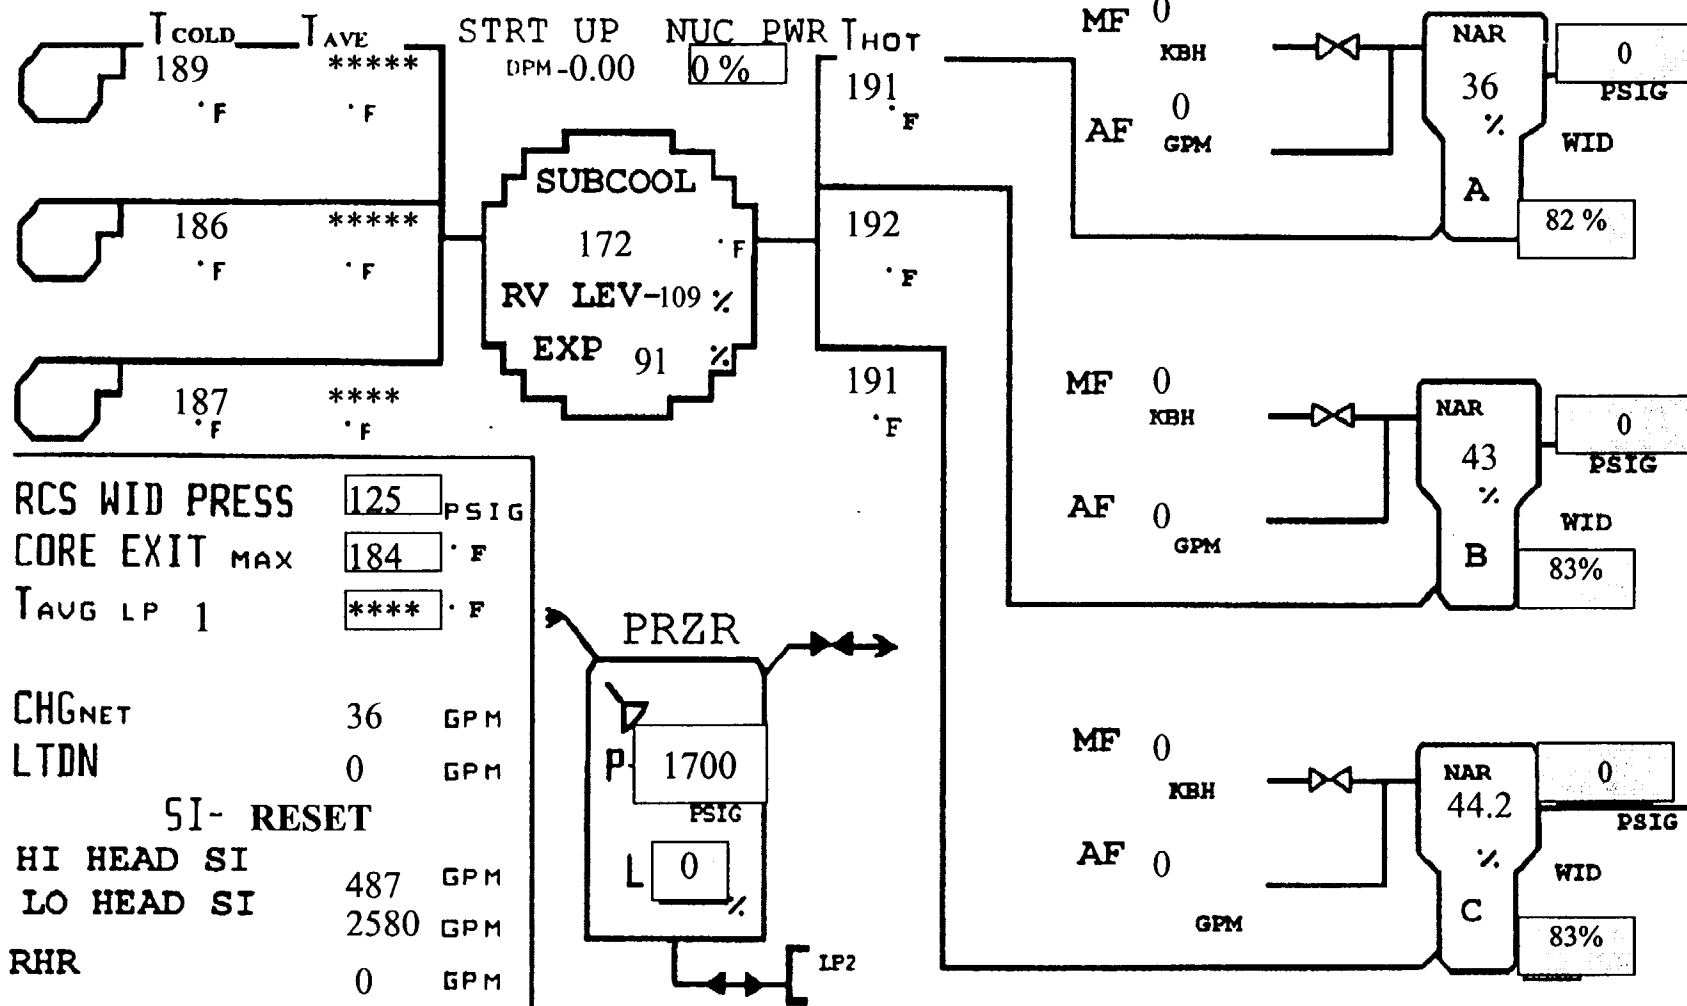 TCOLD TAVE STRT UP NUC PWR THOT
189 ***** DPM -0.00 0 % 191
°F °F °F
186 ***** 192
°F °F °F
187 **** 191
°F °F °F
SUBCOOL
172 °F
RV LEV-109 %
EXP 91 %
RCS WID PRESS 125 PSIG
CORE EXIT MAX 184 °F
TAVG LP 1 **** °F
CHGNET 36 GPM
LTDN 0 GPM
SI- RESET
HI HEAD SI 487 GPM
LO HEAD SI 2580 GPM
RHR 0 GPM
PRZR
P 1700
PSIG
L 0
%
LP2
MF 0
KBH
AF 0
GPM
NAR
36
%
A
0
PSIG
WID
82 %
MF 0
KBH
AF 0
GPM
NAR
43
%
B
0
PSIG
WID
83%
MF 0
KBH
AF 0
GPM
NAR
44.2
%
C
0
PSIG
WID
83%